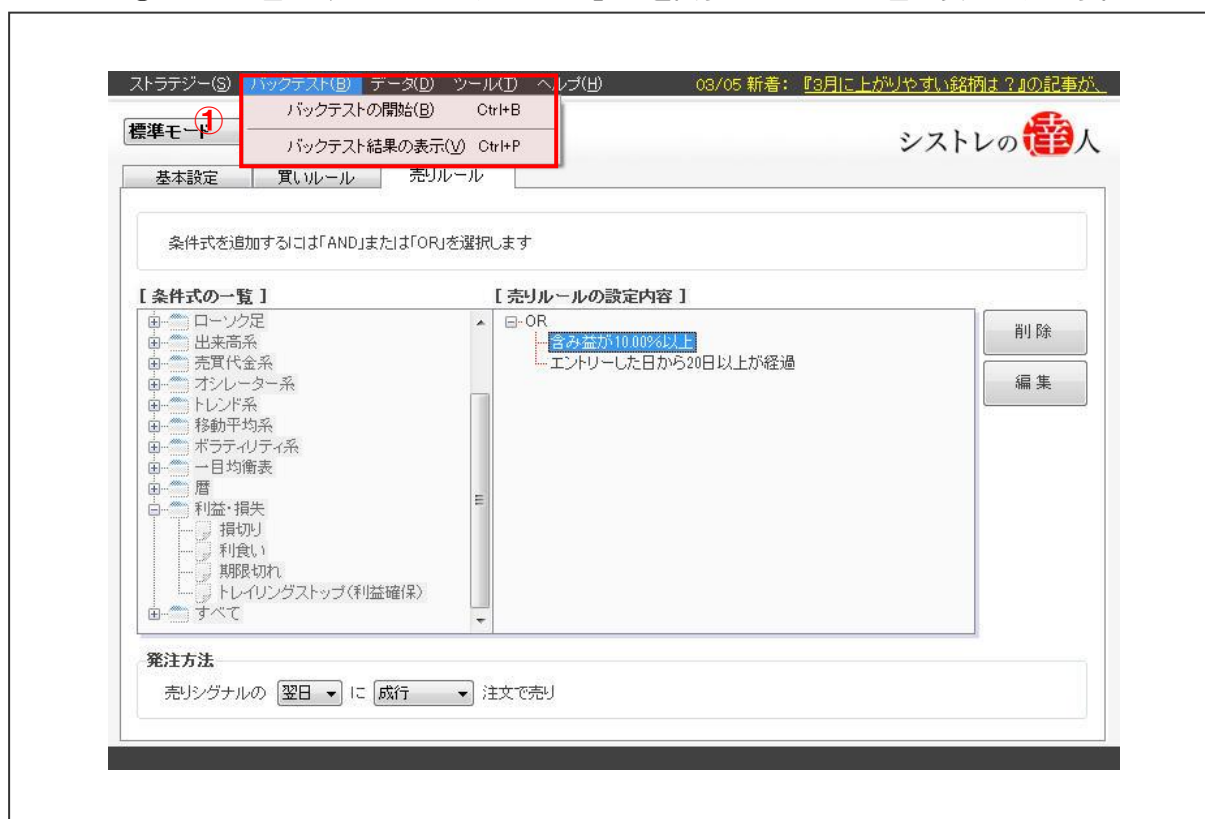 ストラテジー(S) バックテスト(B) データ(D) ツール(T) ヘルプ(H) 03/05 新着：『3月に上がりやすい銘柄は？』の記事が、
①
バックテストの開始(B) Ctrl+B
バックテスト結果の表示(V) Ctrl+P
標準モード
シストレの達人
基本設定 買いルール 売りルール
条件式を追加するには「AND」または「OR」を選択します
[ 条件式の一覧 ] [ 売りルールの設定内容 ]
ローソク足
出来高系
売買代金系
オシレーター系
トレンド系
移動平均系
ボラティリティ系
一目均衡表
暦
利益・損失
損切り
利食い
期限切れ
トレイリングストップ(利益確保)
すべて
OR
含み益が10.00%以上
エントリーした日から20日以上が経過
削除
編集
発注方法
売りシグナルの 翌日 に 成行 注文で売り